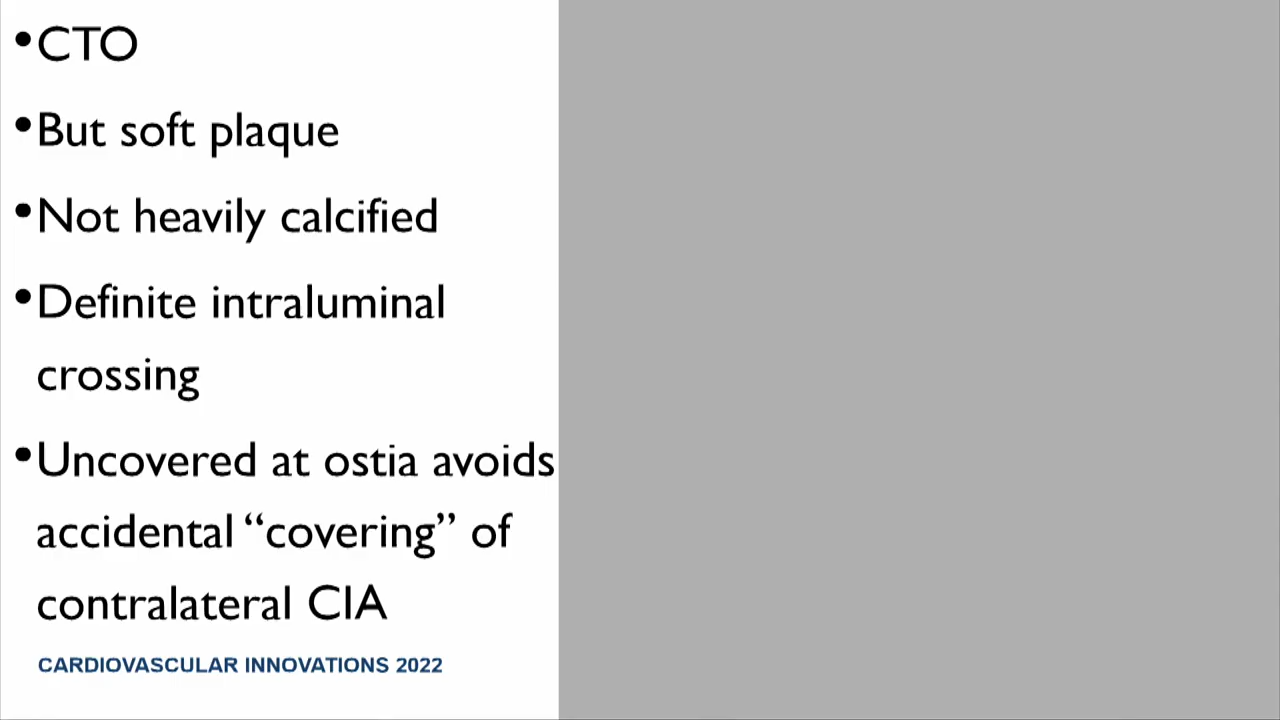 •CTO
•But soft plaque
•Not heavily calcified
•Definite intraluminal
crossing
•Uncovered at ostia avoids
accidental “covering” of
contralateral CIA
CARDIOVASCULAR INNOVATIONS 2022